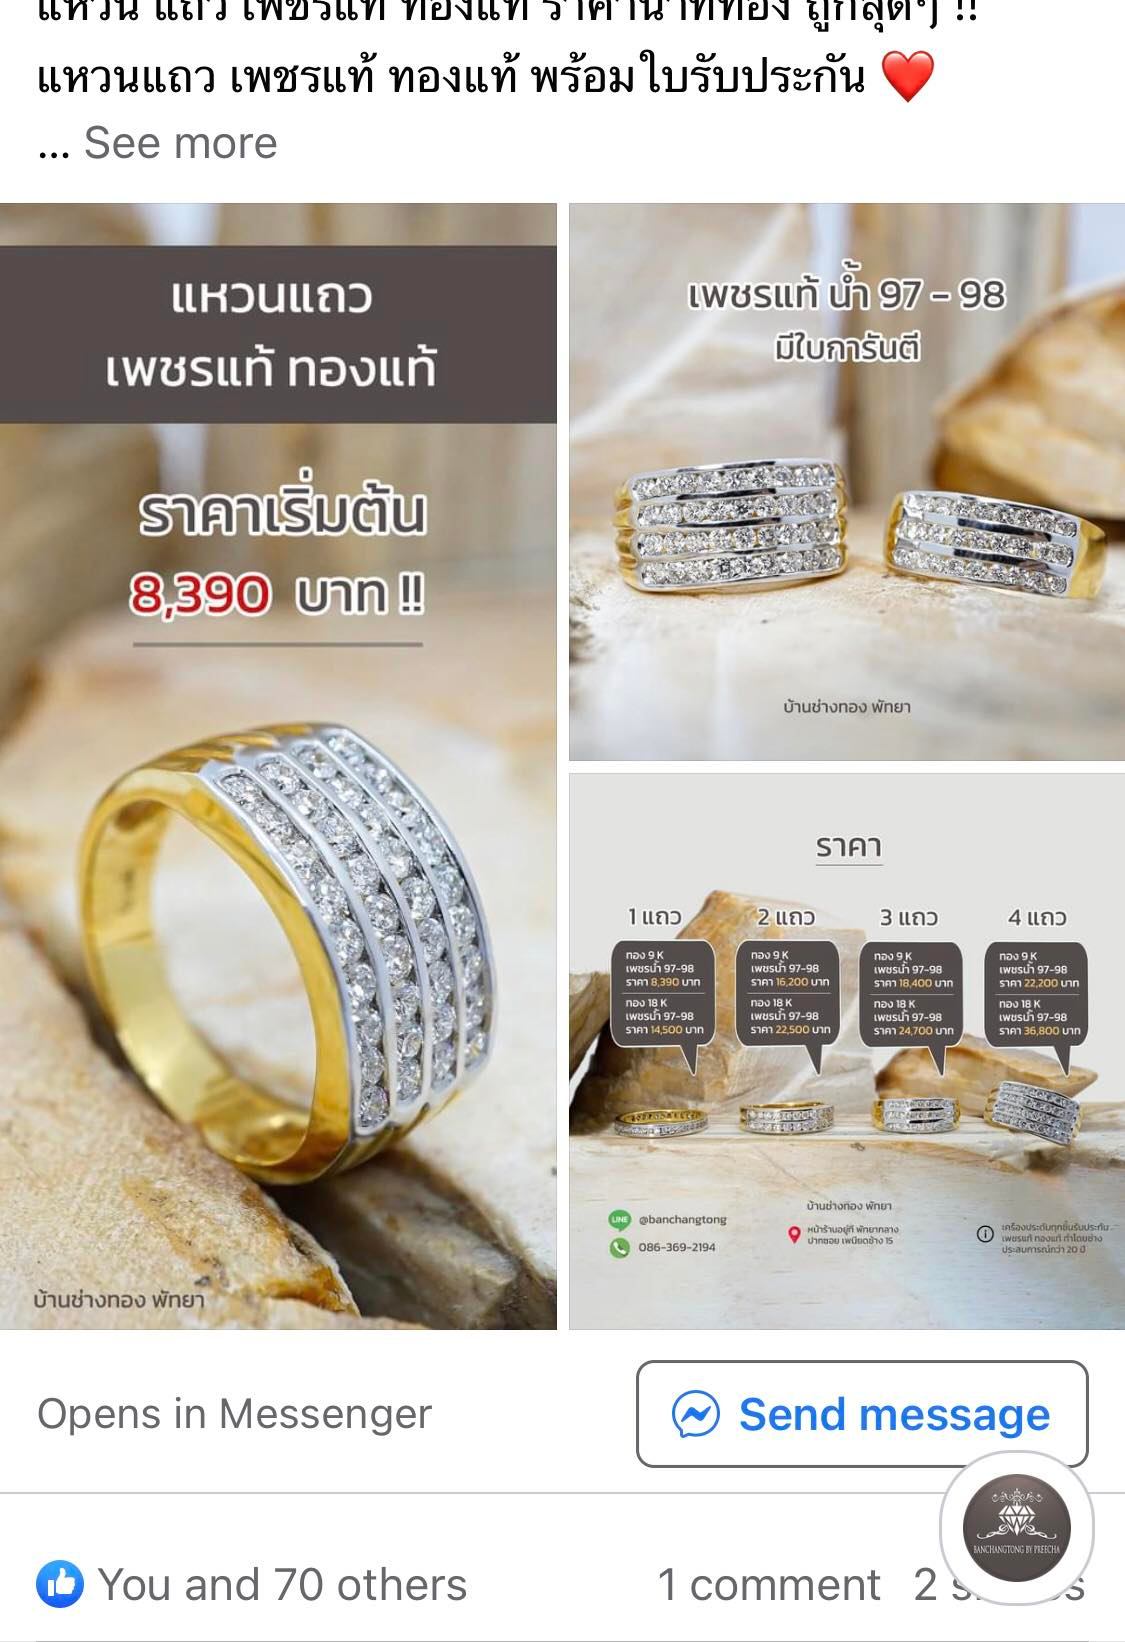 แหวน แถว เพชรแท้ ทองแท้ ราคาน่าทึ่ง ถูกสุดๆ !!
แหวนแถว เพชรแท้ ทองแท้ พร้อมใบรับประกัน ❤️
... See more
แหวนแถว
เพชรแท้ ทองแท้
ราคาเริ่มต้น
8,390 บาท !!
บ้านช่างทอง พัทยา
เพชรแท้ น้ำ 97 - 98
มีใบการันตี
บ้านช่างทอง พัทยา
ราคา
1 แถว
ทอง 9 K
เพชรน้ำ 97-98
ราคา 8,390 บาท
ทอง 18 K
เพชรน้ำ 97-98
ราคา 14,500 บาท
2 แถว
ทอง 9 K
เพชรน้ำ 97-98
ราคา 16,200 บาท
ทอง 18 K
เพชรน้ำ 97-98
ราคา 22,500 บาท
3 แถว
ทอง 9 K
เพชรน้ำ 97-98
ราคา 18,400 บาท
ทอง 18 K
เพชรน้ำ 97-98
ราคา 24,700 บาท
4 แถว
ทอง 9 K
เพชรน้ำ 97-98
ราคา 22,200 บาท
ทอง 18 K
เพชรน้ำ 97-98
ราคา 36,800 บาท
LINE @banchangtong
086-369-2194
บ้านช่างทอง พัทยา
หน้าร้านอยู่ที่ พัทยากลาง
ปากซอย เพนียดช้าง 15
เครื่องประดับทุกชิ้นรับประกัน
เพชรแท้ ทองแท้ ทำโดยช่าง
ประสบการณ์กว่า 20 ปี
Opens in Messenger
Send message
BANCHANGTONG BY PREECHA
You and 70 others
1 comment 2